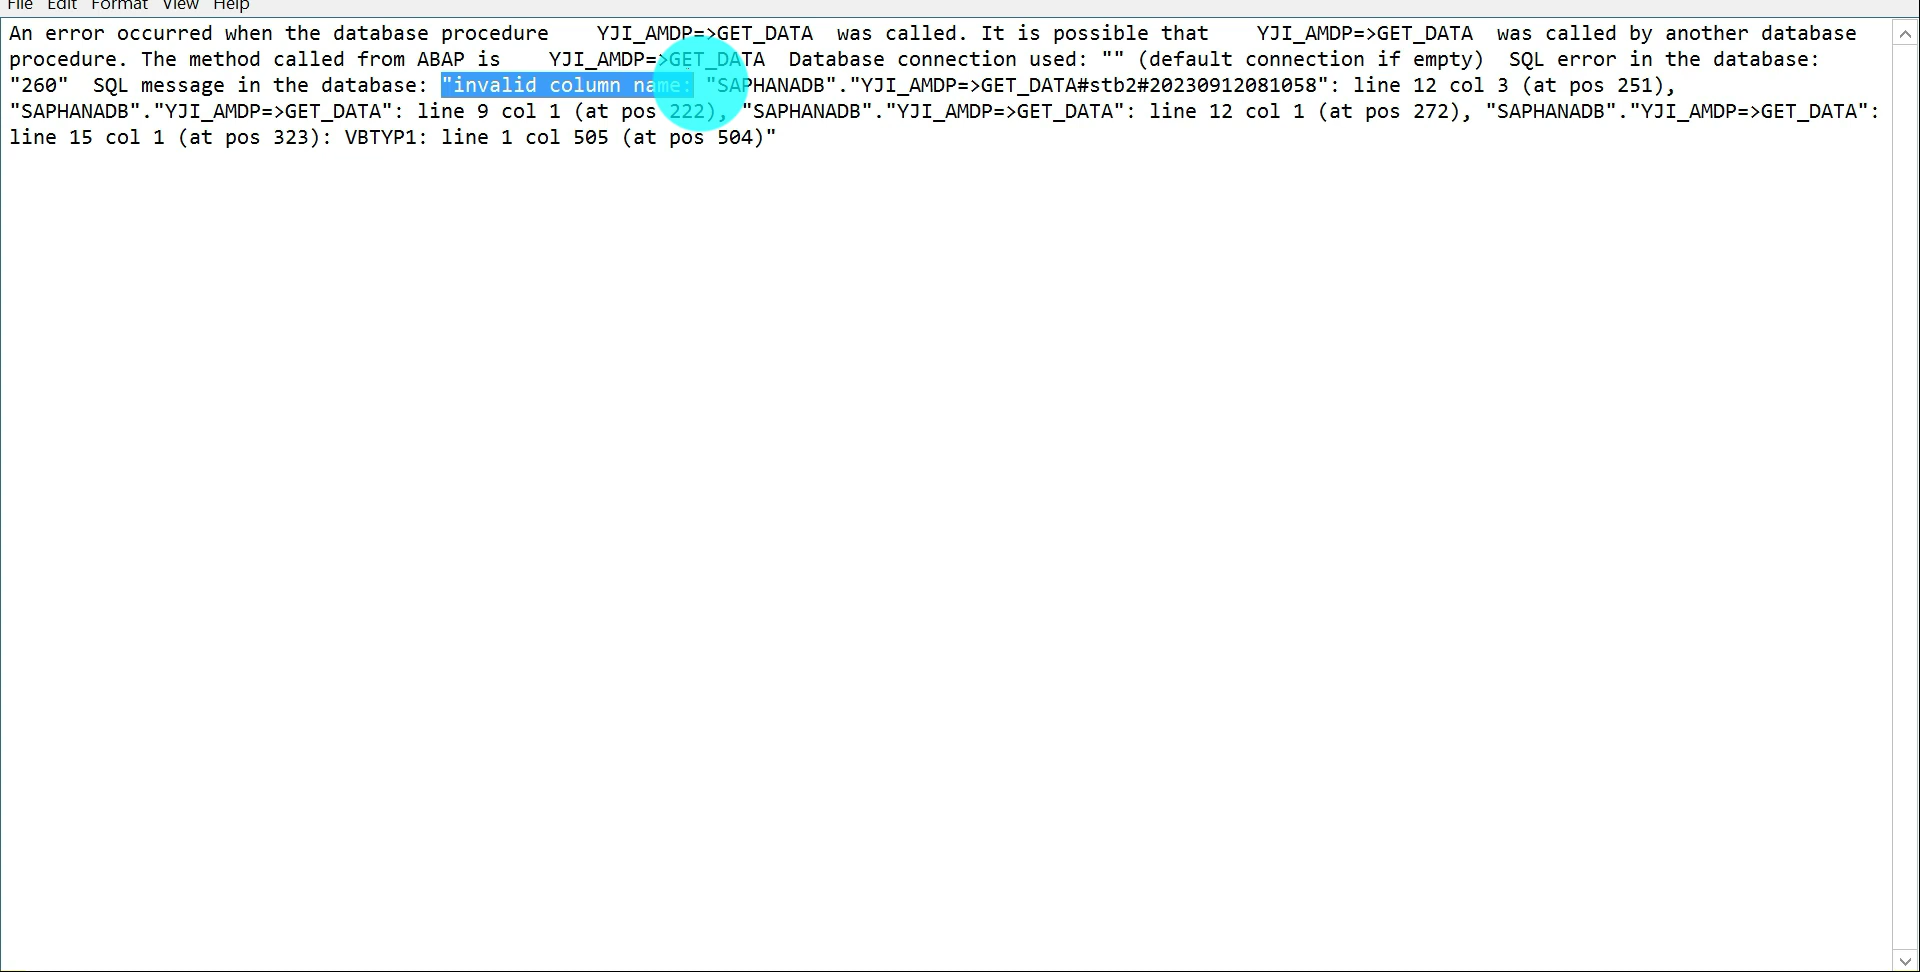 File Edit Format View Help
An error occurred when the database procedure    YJI_AMDP=>GET_DATA  was called. It is possible that    YJI_AMDP=>GET_DATA  was called by another database
procedure. The method called from ABAP is    YJI_AMDP=>GET_DATA  Database connection used: "" (default connection if empty)  SQL error in the database:
"260"  SQL message in the database: "invalid column name: "SAPHANADB"."YJI_AMDP=>GET_DATA#stb2#20230912081058": line 12 col 3 (at pos 251),
"SAPHANADB"."YJI_AMDP=>GET_DATA": line 9 col 1 (at pos 222), "SAPHANADB"."YJI_AMDP=>GET_DATA": line 12 col 1 (at pos 272), "SAPHANADB"."YJI_AMDP=>GET_DATA":
line 15 col 1 (at pos 323): VBTYP1: line 1 col 505 (at pos 504)"